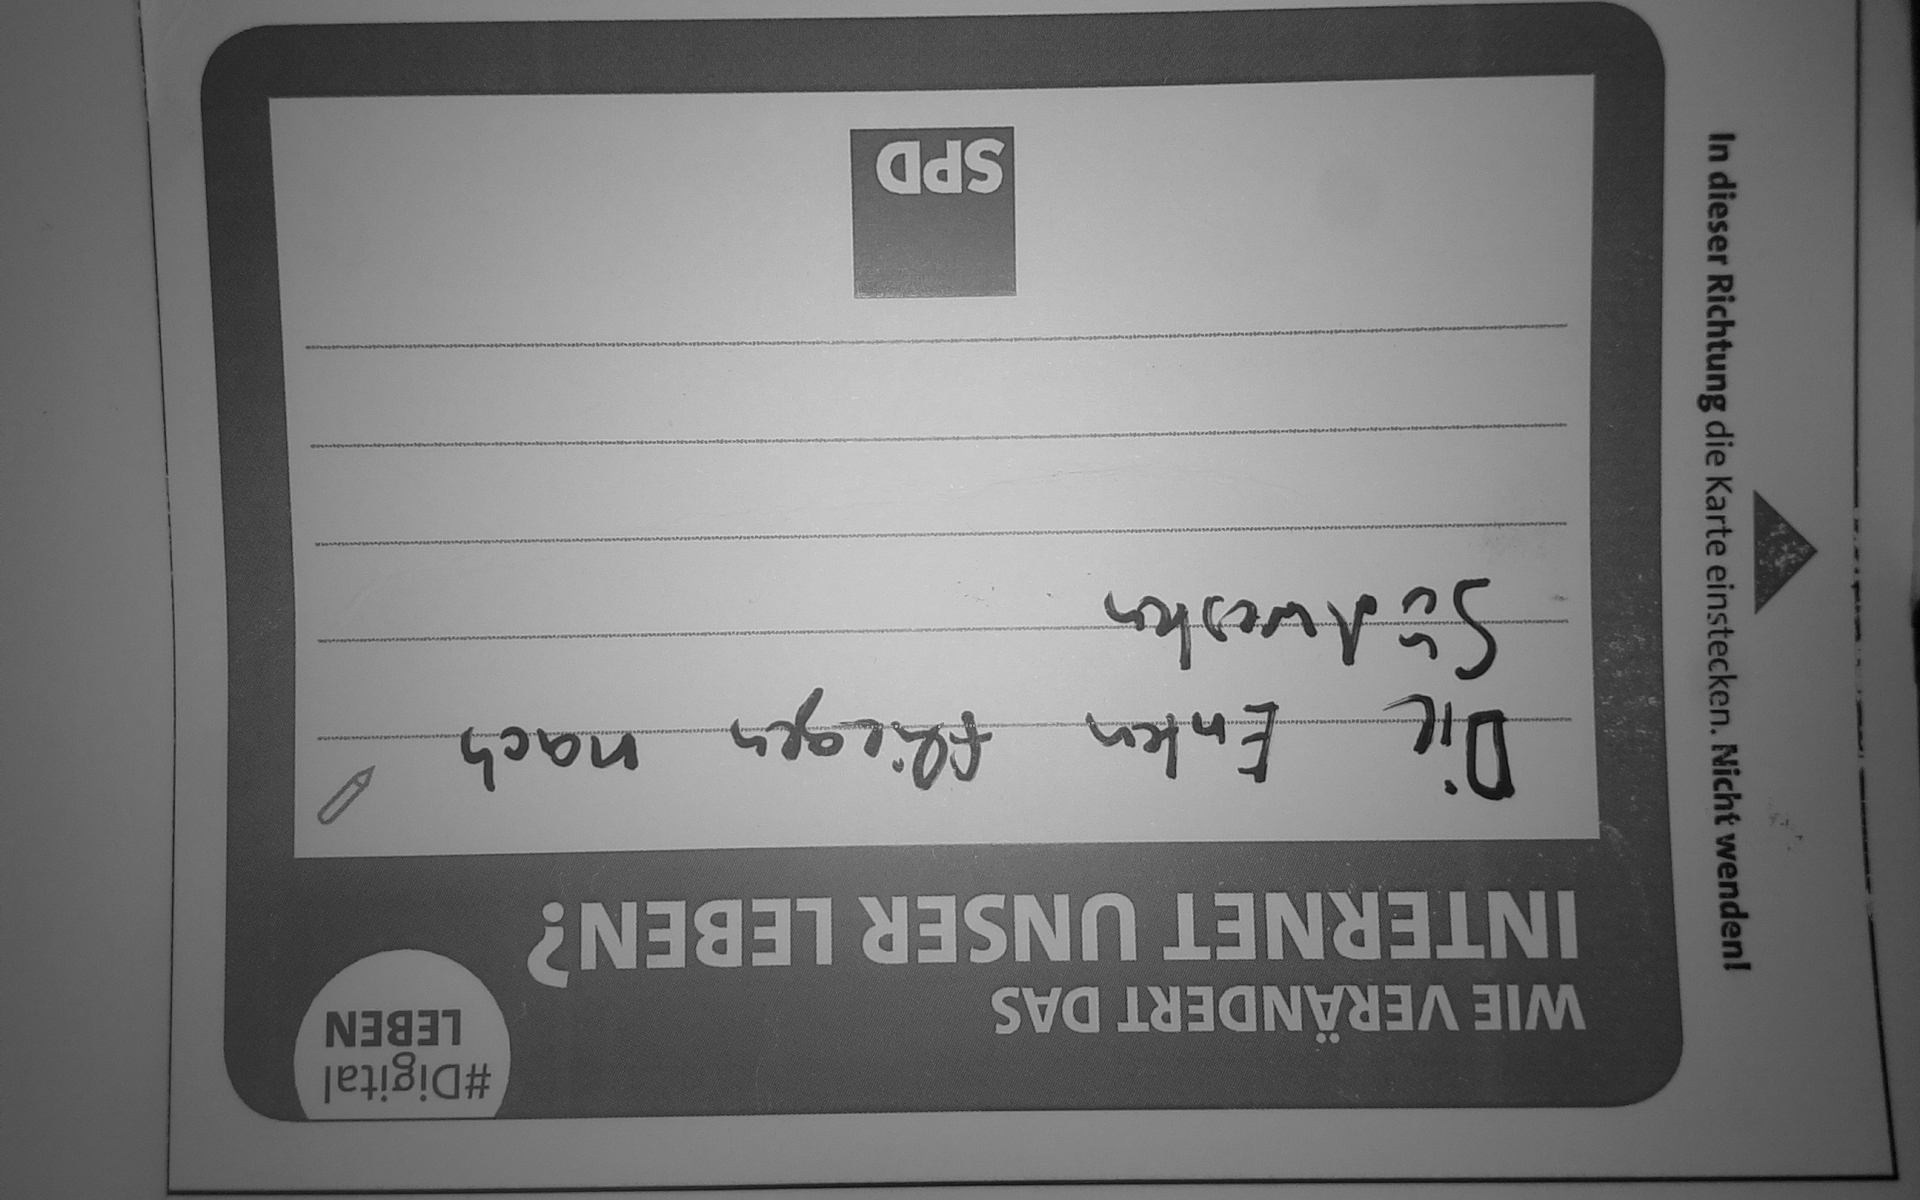 #Digital
LEBEN
WIE VERÄNDERT DAS
INTERNET UNSER LEBEN?
Die Enten fliegen nach
Südwesten
SPD
In dieser Richtung die Karte einstecken. Nicht wenden!